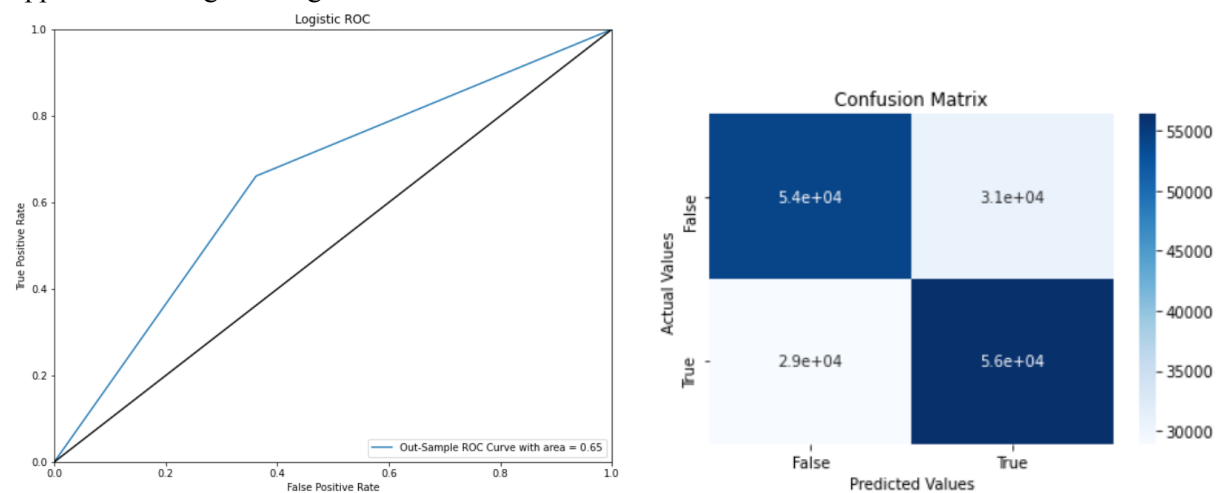 Logistic ROC
1.0
0.8
0.6
0.4
0.2
0.0
True Positive Rate
0.0
0.2
0.4
0.6
0.8
1.0
False Positive Rate
Out-Sample ROC Curve with area = 0.65
Confusion Matrix
Actual Values
False
True
5.4e+04 3.1e+04
2.9e+04 5.6e+04
False True
Predicted Values
55000
50000
45000
40000
35000
30000